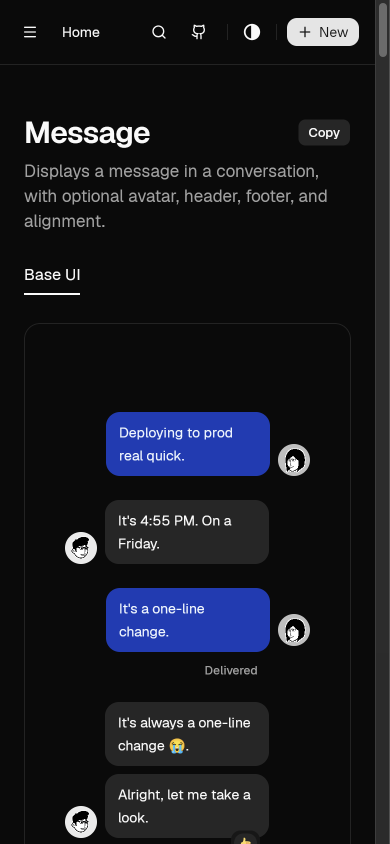 Home
New
Message
Copy
Displays a message in a conversation,
with optional avatar, header, footer, and
alignment.
Base UI
Deploying to prod
real quick.
It's 4:55 PM. On a
Friday.
It's a one-line
change.
Delivered
It's always a one-line
change 😭.
Alright, let me take a
look.